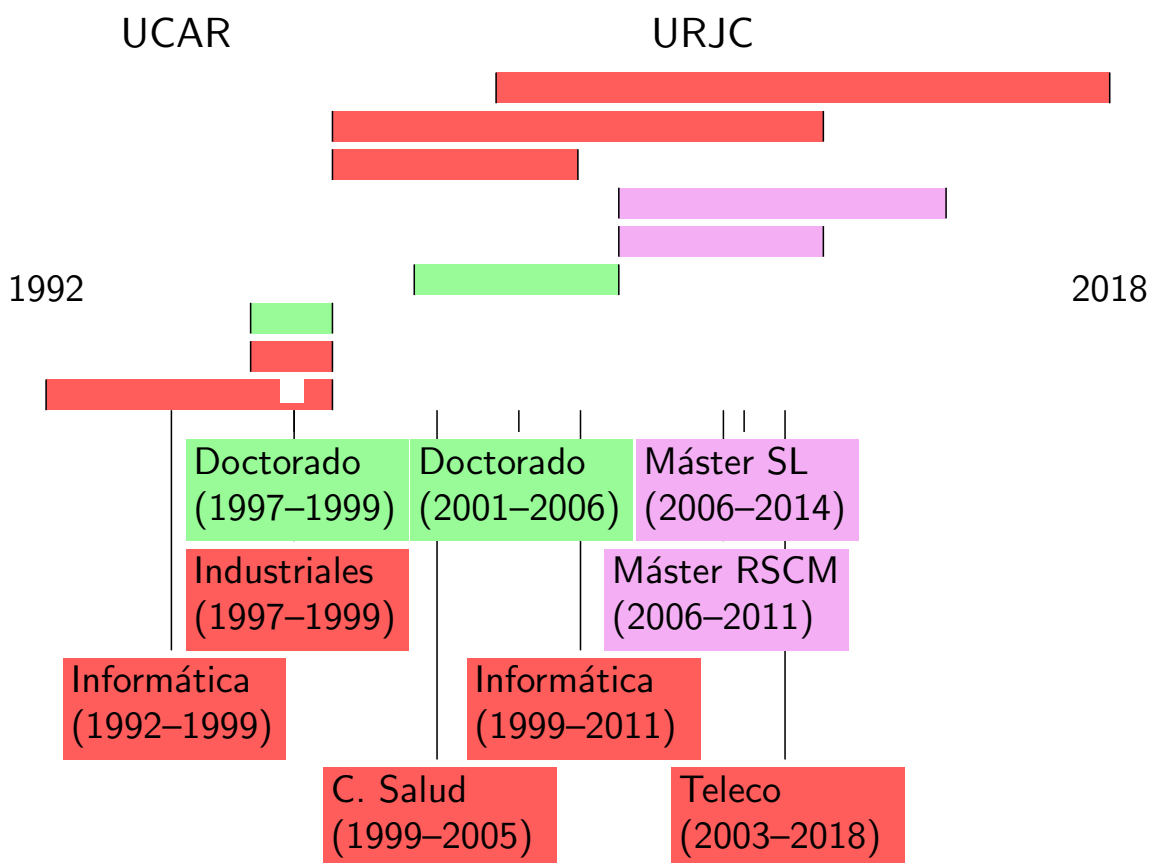 UCAR
URJC
1992
2018
Doctorado
(1997–1999)
Doctorado
(2001–2006)
Máster SL
(2006–2014)
Industriales
(1997–1999)
Máster RSCM
(2006–2011)
Informática
(1992–1999)
Informática
(1999–2011)
C. Salud
(1999–2005)
Teleco
(2003–2018)